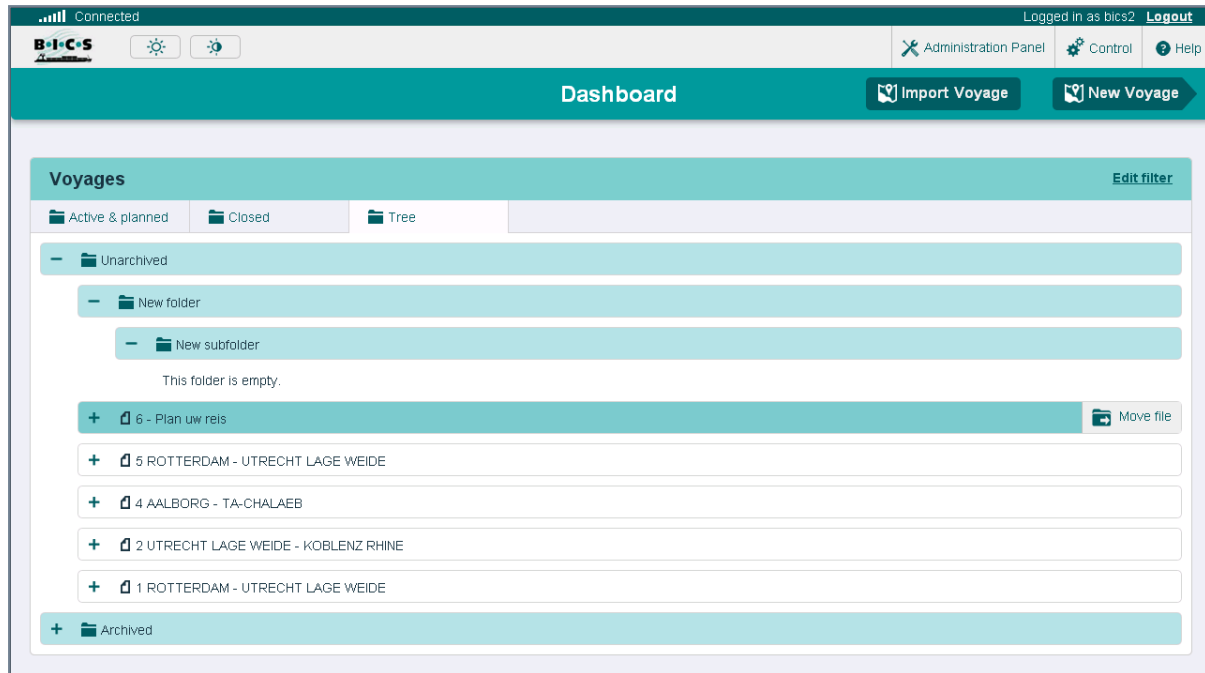 Connected
Logged in as bics2 Logout
B•I•C•S
Administration Panel
Control
Help
Dashboard
Import Voyage
New Voyage
Voyages
Edit filter
Active & planned
Closed
Tree
Unarchived
New folder
New subfolder
This folder is empty.
6 - Plan uw reis
Move file
5 ROTTERDAM - UTRECHT LAGE WEIDE
4 AALBORG - TA-CHALAEB
2 UTRECHT LAGE WEIDE - KOBLENZ RHINE
1 ROTTERDAM - UTRECHT LAGE WEIDE
Archived